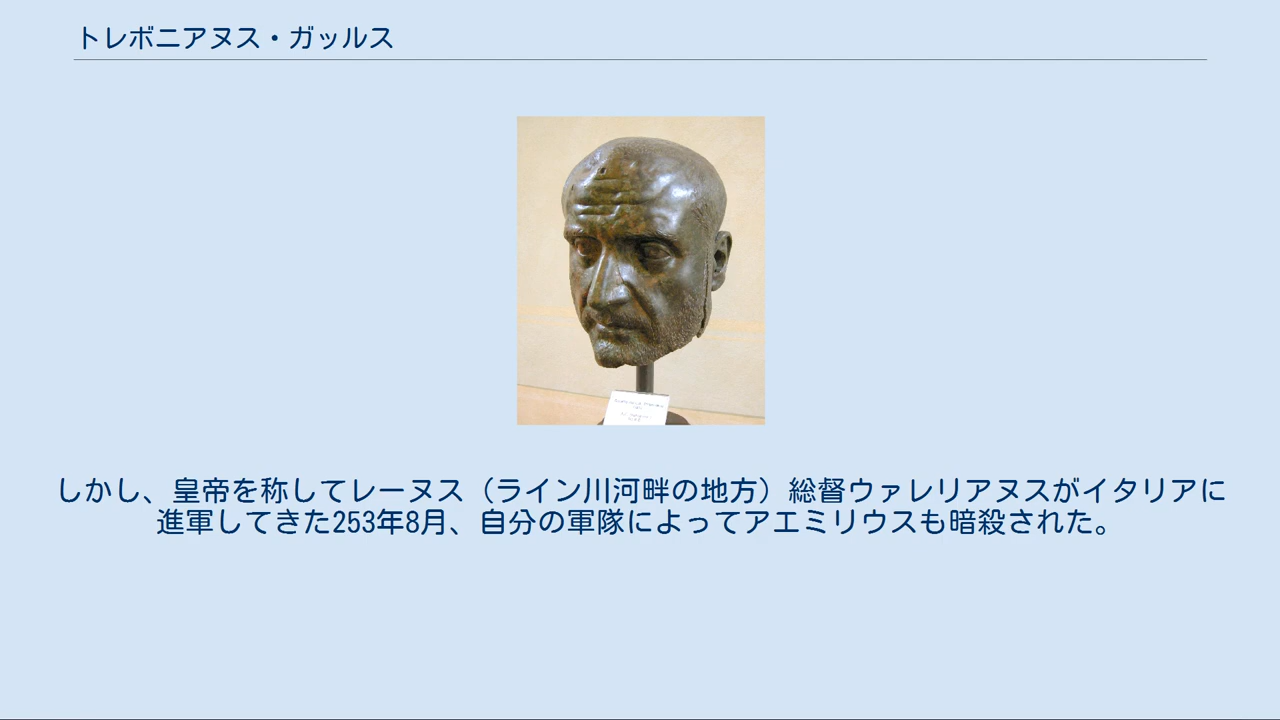 トレボニアヌス・ガッルス
しかし、皇帝を称してレーヌス（ライン川河畔の地方）総督ウァレリアヌスがイタリアに
進軍してきた253年8月、自分の軍隊によってアエミリウスも暗殺された。